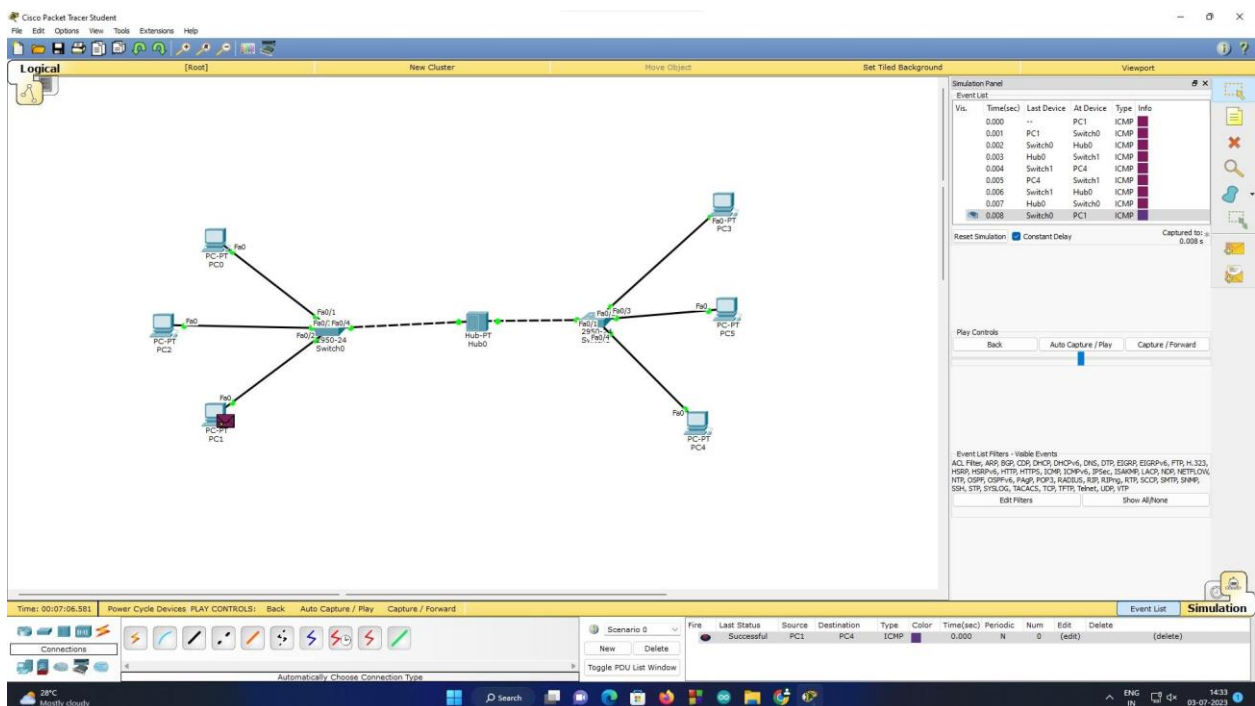 Cisco Packet Tracer Student
File Edit Options View Tools Extensions Help
Logical [Root] New Cluster Move Object Set Tiled Background Viewport
Simulation Panel
Event List
Vis. Time(sec) Last Device At Device Type Info
0.000 -- PC1 ICMP
0.001 PC1 Switch0 ICMP
0.002 Switch0 Hub0 ICMP
0.003 Hub0 Switch1 ICMP
0.004 Switch1 PC4 ICMP
0.005 PC4 Switch1 ICMP
0.006 Switch1 Hub0 ICMP
0.007 Hub0 Switch0 ICMP
0.008 Switch0 PC1 ICMP
Reset Simulation Constant Delay Captured to:
0.008 s
Play Controls
Back Auto Capture / Play Capture / Forward
Event List Filters - Visible Events
ACL Filter, ARP, BGP, CDP, DHCP, DHCPv6, DNS, DTP, EIGRP, EIGRPv6, FTP, H.323,
HSRP, HSRPv6, HTTP, HTTPS, ICMP, ICMPv6, IPSec, ISAKMP, LACP, NDP, NETFLOW,
NTP, OSPF, OSPFv6, PAgP, POP3, RADIUS, RIP, RIPng, RTP, SCCP, SMTP, SNMP,
SSH, STP, SYSLOG, TACACS, TCP, TFTP, Telnet, UDP, VTP
Edit Filters Show All/None
Fa0
PC-PT
PC0
Fa0
PC-PT
PC2
Fa0
PC-PT
PC1
Fa0/1
Fa0/4
Fa0/2
2950-24
Switch0
Hub-PT
Hub0
Fa0/3
Fa0/1
Fa0/4
Fa0-PT
PC3
Fa0
PC-PT
PC5
Fa0
PC-PT
PC4
Time: 00:07:06.581 Power Cycle Devices PLAY CONTROLS: Back Auto Capture / Play Capture / Forward Event List Simulation
Connections
Automatically Choose Connection Type
Scenario 0
New Delete
Toggle PDU List Window
Fire Last Status Source Destination Type Color Time(sec) Periodic Num Edit Delete
Successful PC1 PC4 ICMP 0.000 N 0 (edit) (delete)
28°C
Mostly cloudy
Search
ENG
IN
14:33
03-07-2023